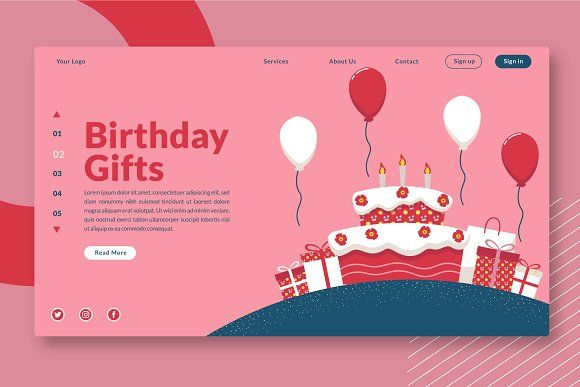 Your Logo
Services
About Us
Contact
Sign up
Sign in
01
02
03
04
05
Birthday
Gifts
Lorem ipsum dolor sit amet, consectetuer
adipiscing elit, sed diam nonummy nibh
euismod tincidunt ut laoreet dolore magna
aliquam erat volutpat. Ut wisi enim ad minim
veniam, quis nostrud exerci tation
ullamcorper suscipit lobortis nisl ut aliquip ex
ea commodo consequat.
Read More